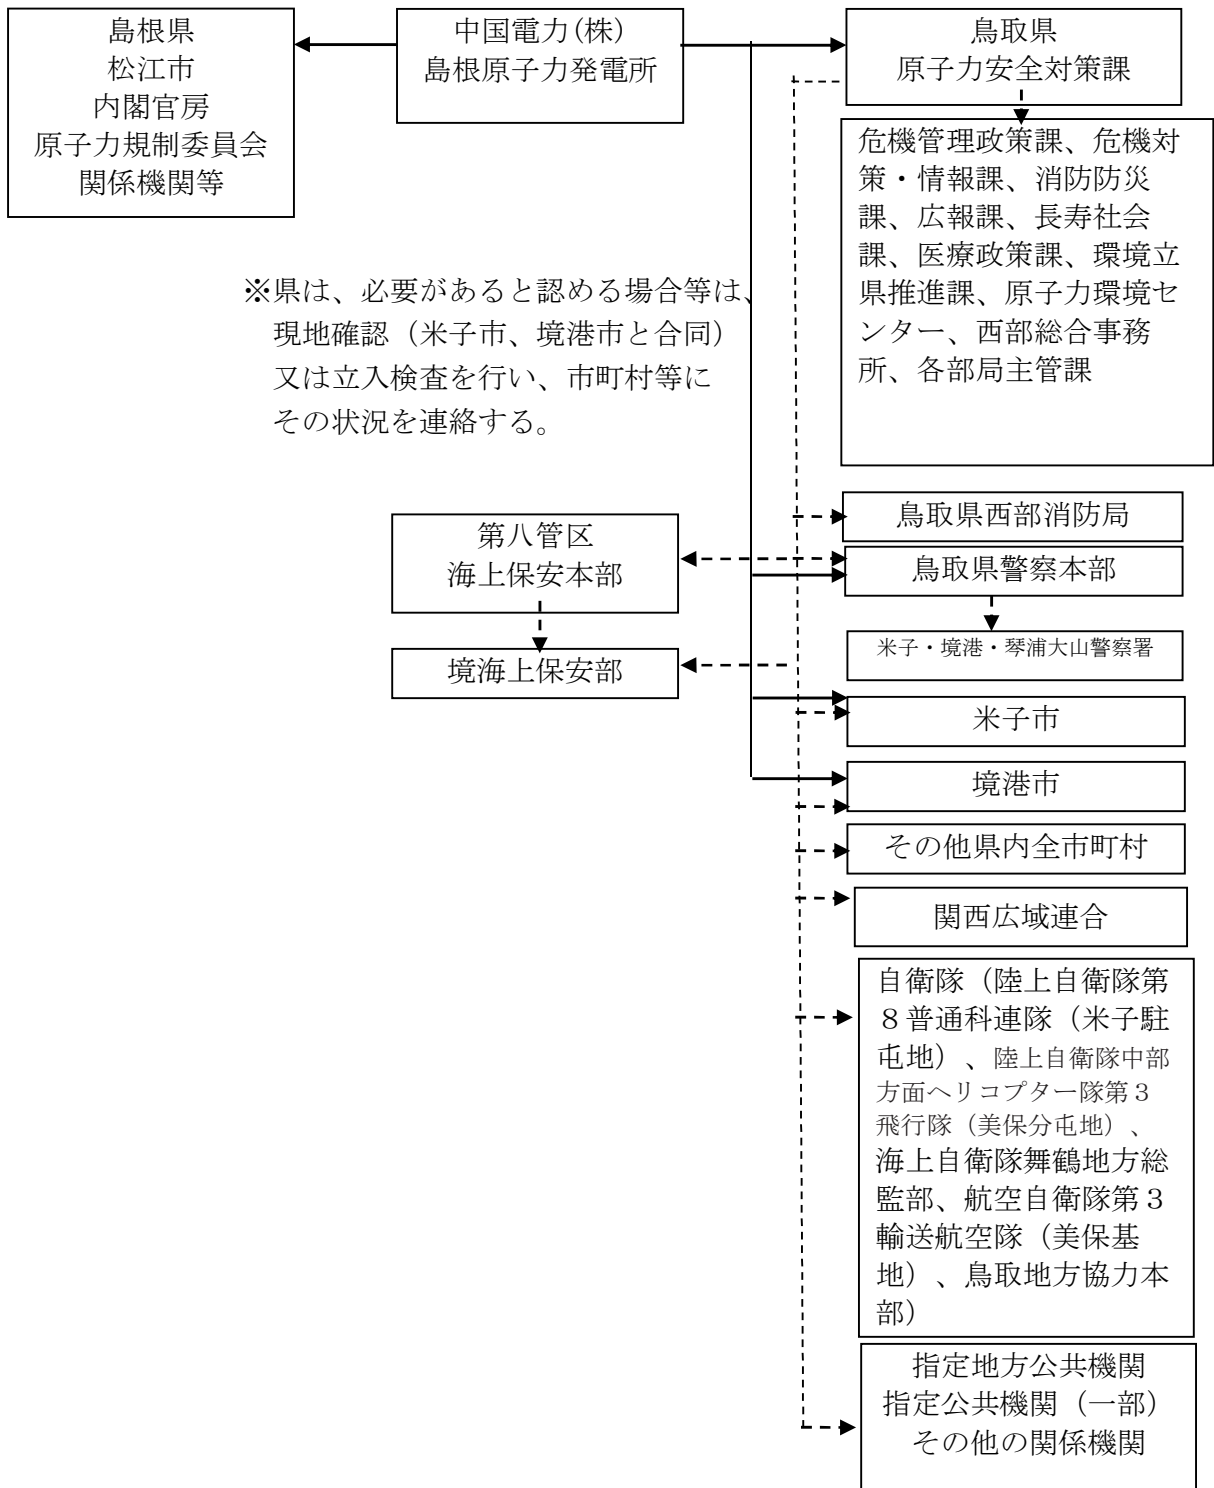 島根県
松江市
内閣官房
原子力規制委員会
関係機関等
中国電力(株)
島根原子力発電所
鳥取県
原子力安全対策課
危機管理政策課、危機対
策・情報課、消防防災
課、広報課、長寿社会
課、医療政策課、環境立
県推進課、原子力環境セ
ンター、西部総合事務
所、各部局主管課
※県は、必要があると認める場合等は、
現地確認（米子市、境港市と合同）
又は立入検査を行い、市町村等に
その状況を連絡する。
鳥取県西部消防局
第八管区
海上保安本部
鳥取県警察本部
米子・境港・琴浦大山警察署
境海上保安部
米子市
境港市
その他県内全市町村
関西広域連合
自衛隊（陸上自衛隊第
８普通科連隊（米子駐
屯地）、陸上自衛隊中部
方面ヘリコプター隊第３
飛行隊（美保分屯地）、
海上自衛隊舞鶴地方総
監部、航空自衛隊第３
輸送航空隊（美保基
地）、鳥取地方協力本
部）
指定地方公共機関
指定公共機関（一部）
その他の関係機関